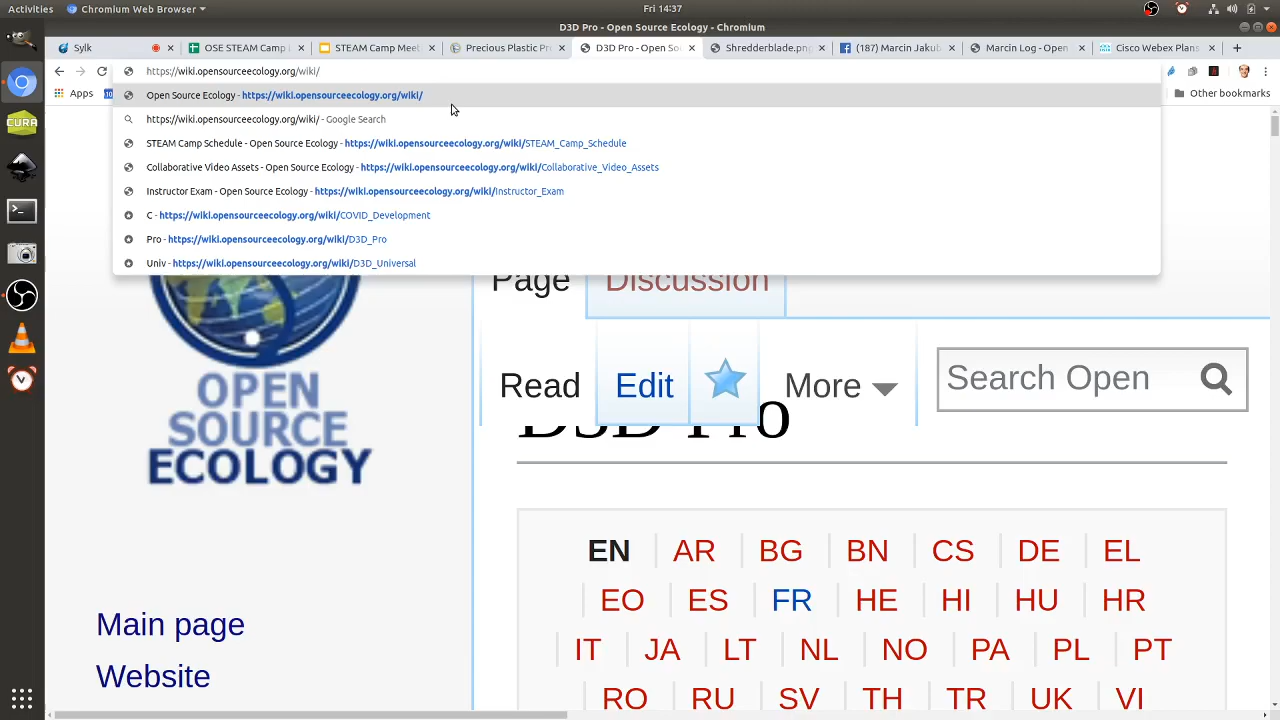 Activities Chromium Web Browser Fri 14:37
D3D Pro - Open Source Ecology - Chromium
Sylk OSE STEAM Camp STEAM Camp Meet Precious Plastic Pro D3D Pro - Open So Shredderblade.pn (187) Marcin Jakub Marcin Log - Open Cisco Webex Plans
https://wiki.opensourceecology.org/wiki/
Apps Other bookmarks
Open Source Ecology - https://wiki.opensourceecology.org/wiki/
https://wiki.opensourceecology.org/wiki/ - Google Search
STEAM Camp Schedule - Open Source Ecology - https://wiki.opensourceecology.org/wiki/STEAM_Camp_Schedule
Collaborative Video Assets - Open Source Ecology - https://wiki.opensourceecology.org/wiki/Collaborative_Video_Assets
Instructor Exam - Open Source Ecology - https://wiki.opensourceecology.org/wiki/Instructor_Exam
C - https://wiki.opensourceecology.org/wiki/COVID_Development
Pro - https://wiki.opensourceecology.org/wiki/D3D_Pro
Univ - https://wiki.opensourceecology.org/wiki/D3D_Universal
CURA
Page Discussion
Read Edit More Search Open
D3D Pro
OPEN
SOURCE
ECOLOGY
Main page
Website
EN AR BG BN CS DE EL
EO ES FR HE HI HU HR
IT JA LT NL NO PA PL PT
RO RU SV TH TR UK VI